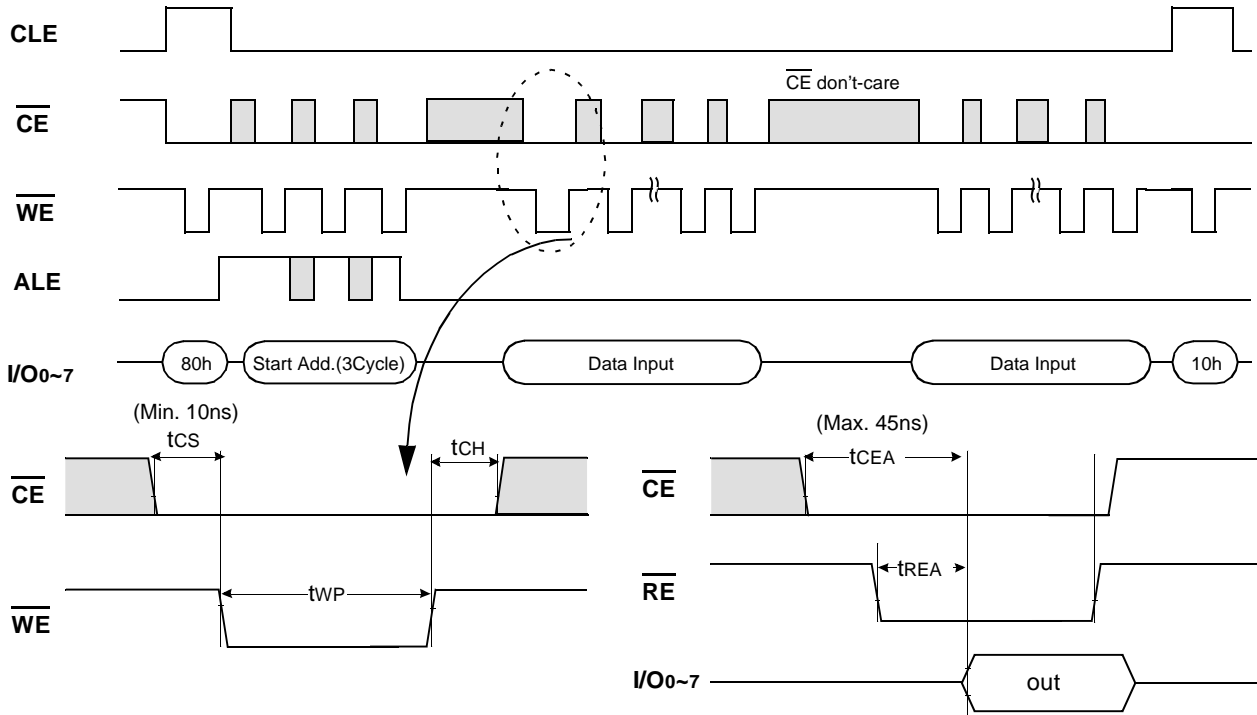 CLE
CE don't-care
CE
WE
ALE
I/O0~7 80h Start Add.(3Cycle) Data Input Data Input 10h
(Min. 10ns)
tCS
tCH
CE
tWP
WE
(Max. 45ns)
tCEA
CE
tREA
RE
I/O0~7 out